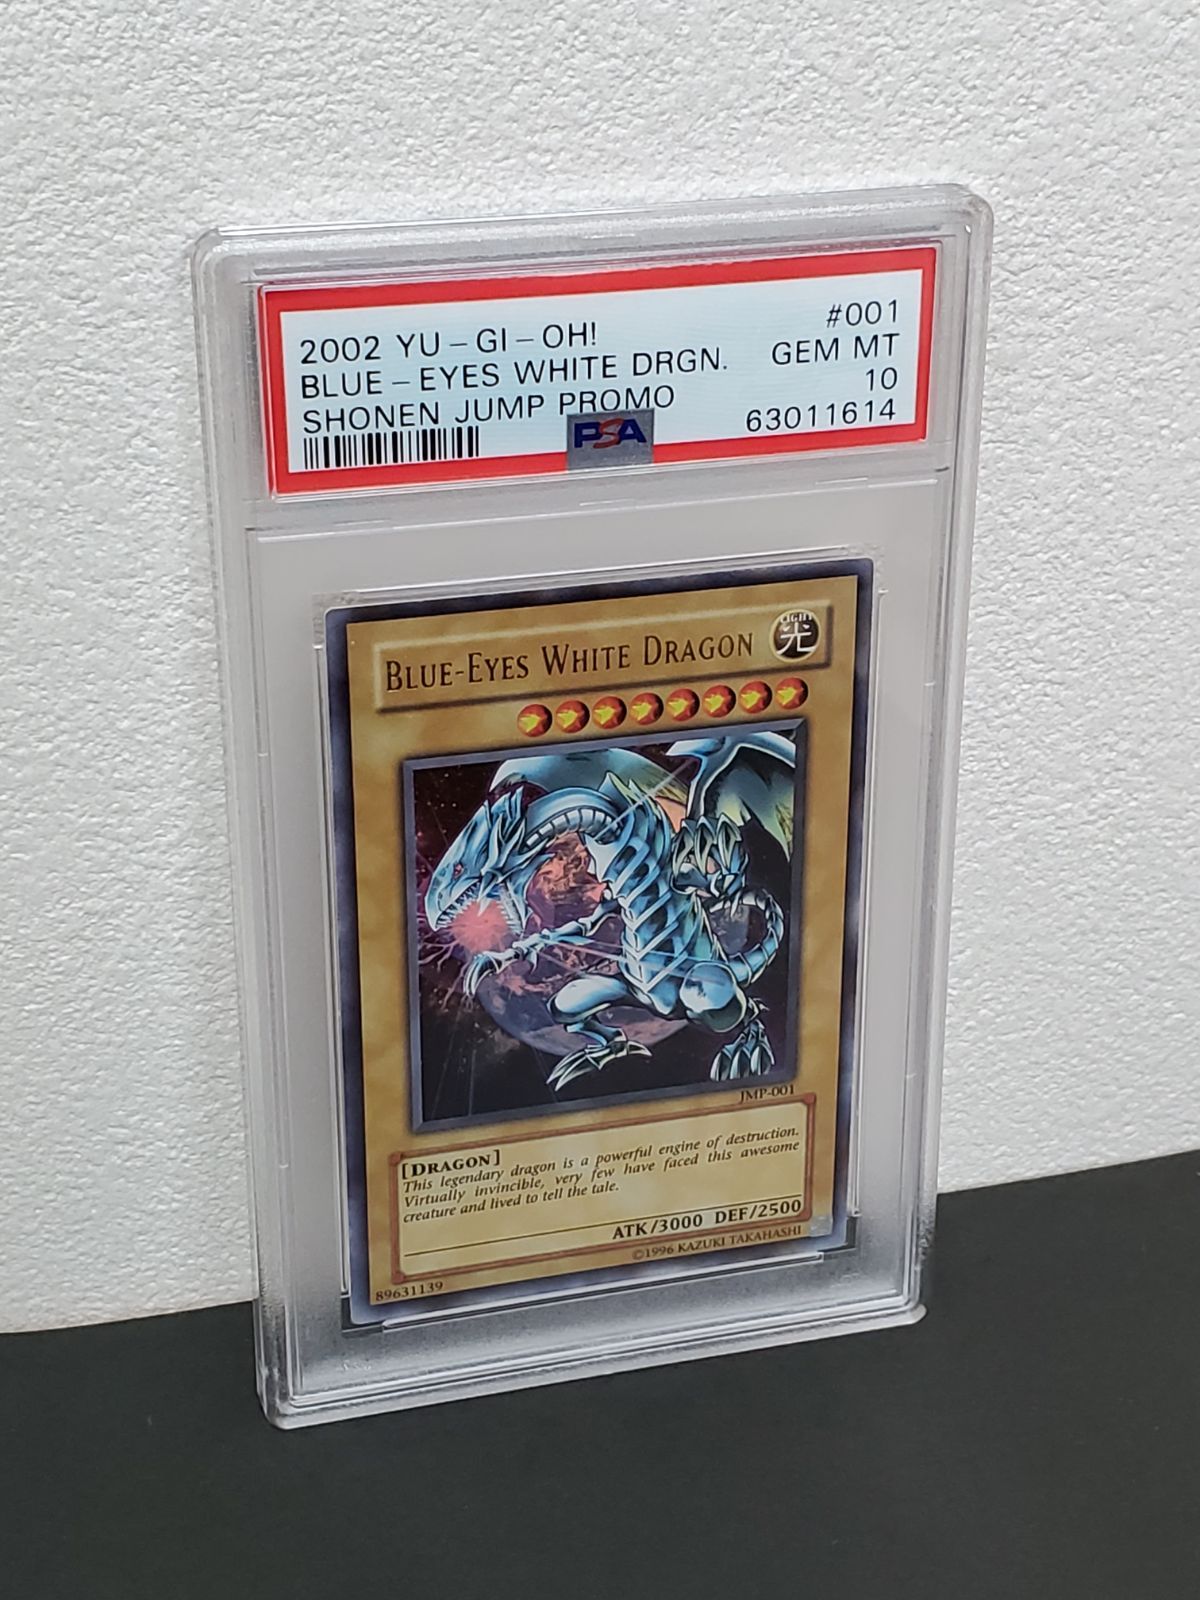 2002 YU-GI-OH! #001
BLUE-EYES WHITE DRGN. GEM MT
SHONEN JUMP PROMO 10
63011614
PSA
BLUE-EYES WHITE DRAGON
LIGHT
光
JMP-001
[DRAGON]
This legendary dragon is a powerful engine of destruction.
Virtually invincible, very few have faced this awesome
creature and lived to tell the tale.
ATK/3000 DEF/2500
89631139 ©1996 KAZUKI TAKAHASHI